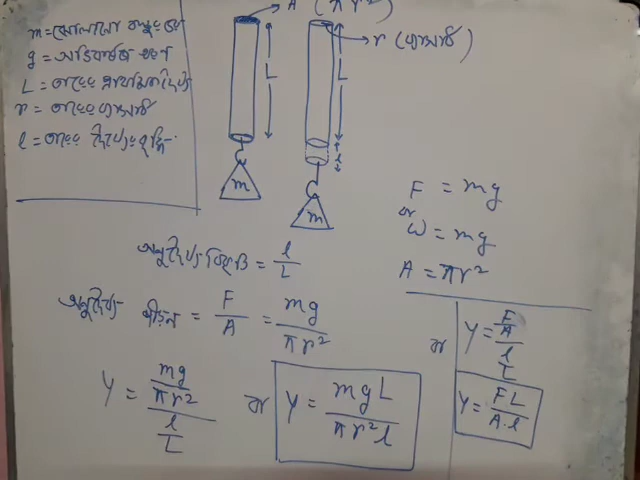 A (πr²)
m = ঝোলানো বস্তুর ভর
g = অভিকর্ষজ ত্বরণ
L = তারের প্রাথমিক দৈর্ঘ্য
r = তারের ব্যাসার্ধ
l = তারের দৈর্ঘ্যের বৃদ্ধি
r (ব্যাসার্ধ)
L
L
l
m
m
F = mg
or
W = mg
A = πr²
অনুদৈর্ঘ্য বিকৃতি = l/L
অনুদৈর্ঘ্য পীড়ন = F/A = mg/πr²
Y = (mg/πr²)/(l/L) or Y = mgL/πr²l
or Y = (F/A)/(l/L)
Y = FL/A.l